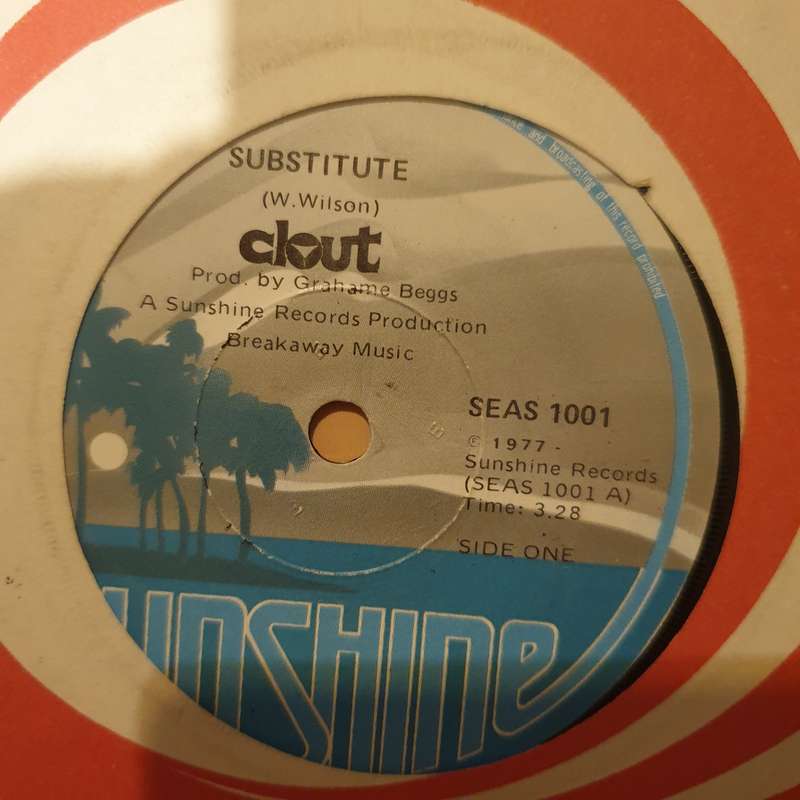 SUBSTITUTE
(W.Wilson)
clout
Prod. by Grahame Beggs
A Sunshine Records Production
Breakaway Music
SEAS 1001
© 1977 -
Sunshine Records
(SEAS 1001 A)
Time: 3.28
SIDE ONE
and broadcasting of this record prohibited
unshine